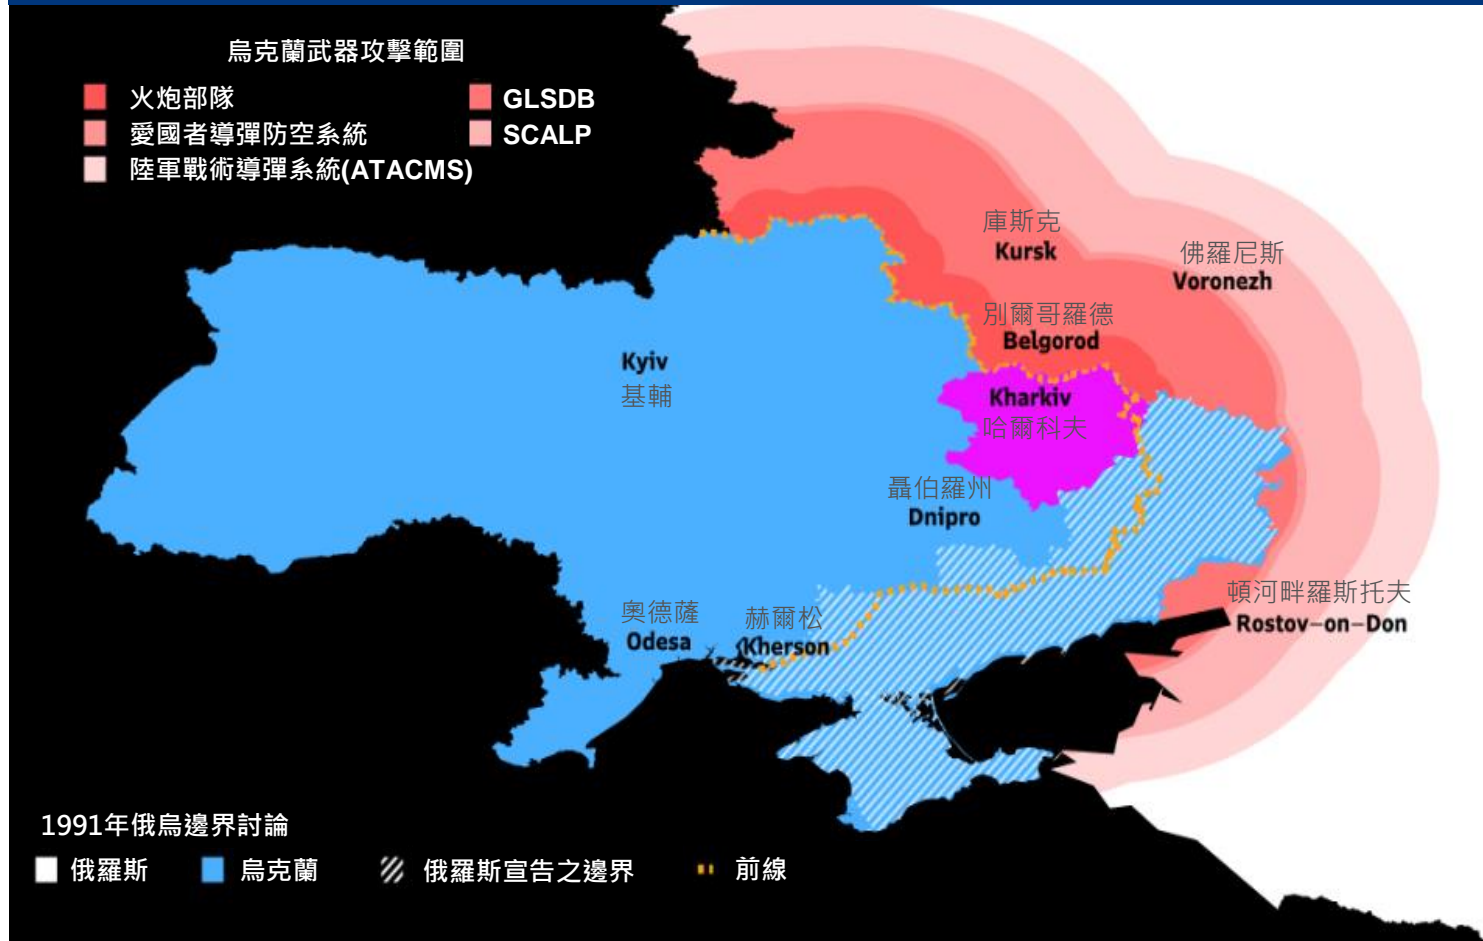 烏克蘭武器攻擊範圍
火炮部隊
GLSDB
愛國者導彈防空系統
SCALP
陸軍戰術導彈系統(ATACMS)
庫斯克
Kursk
佛羅尼斯
Voronezh
別爾哥羅德
Belgorod
Kyiv
基輔
Kharkiv
哈爾科夫
聶伯羅州
Dnipro
頓河畔羅斯托夫
Rostov-on-Don
奧德薩
Odesa
赫爾松
Kherson
1991年俄烏邊界討論
俄羅斯
烏克蘭
俄羅斯宣告之邊界
前線